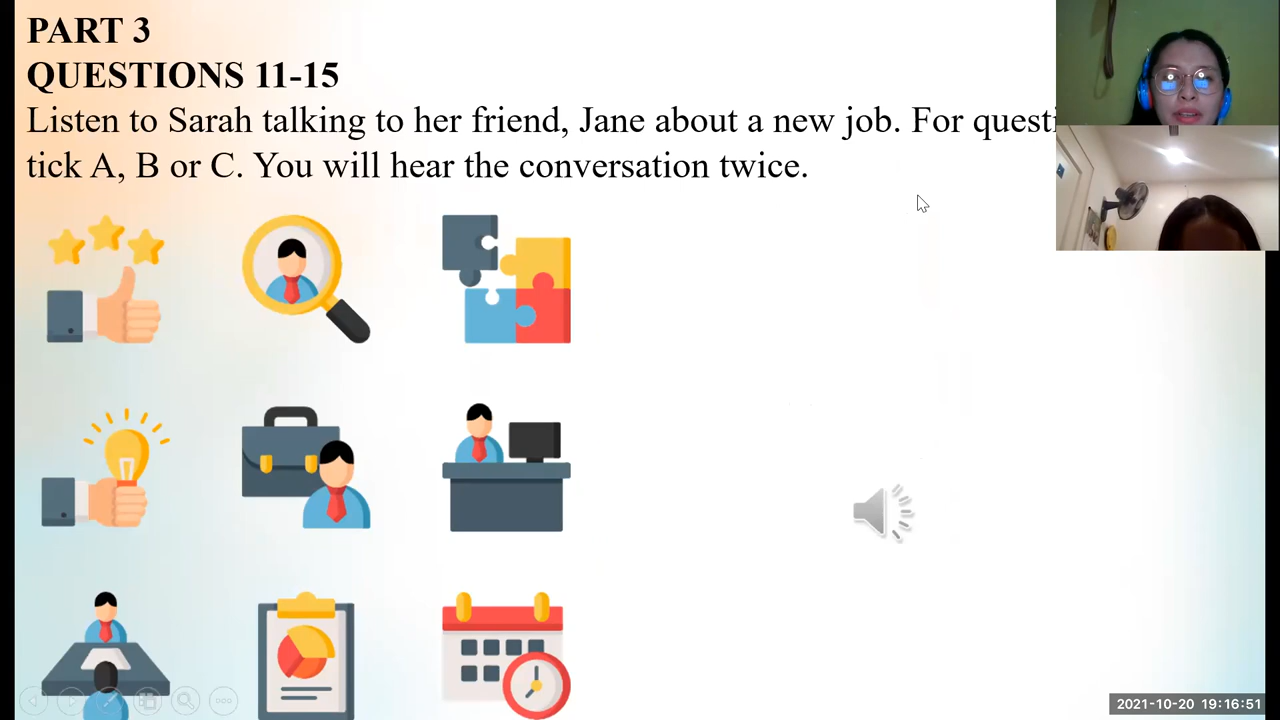 PART 3
QUESTIONS 11-15
Listen to Sarah talking to her friend, Jane about a new job. For
tick A, B or C. You will hear the conversation twice.
2021-10-20 19:16:51